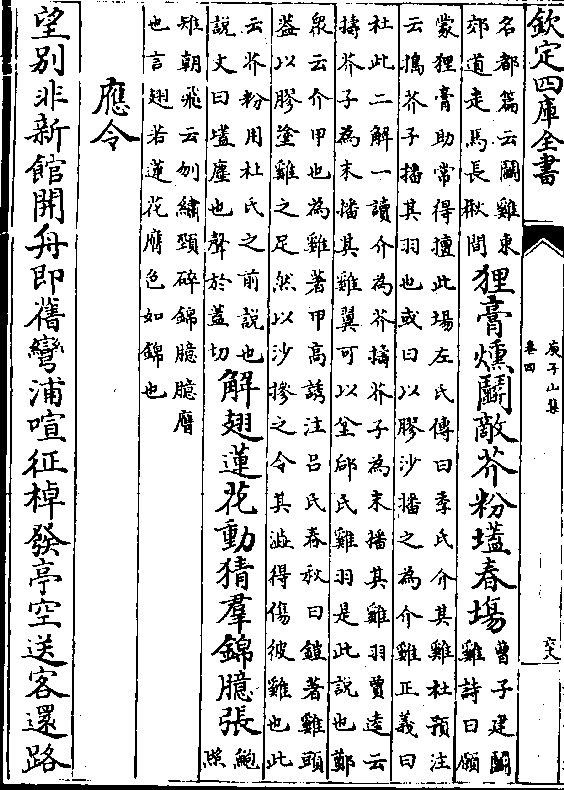 欽定四庫全書
庾子山集
卷四
六六
名都篇云鬭雞東
郊道走馬長楸間
狸膏燻鬭敵芥粉壒春場
曹子建鬭
雞詩曰願
蒙狸膏助常得擅此場左氏傳曰季氏介其雞杜預注
云擣芥子播其羽也或曰以膠沙播之為介雞正義曰
杜此二解一讀介為芥擣芥子為末播其雞羽賈逵云
擣芥子為末播其雞翼可以坌郈氏雞羽是此說也鄭
衆云介甲也為雞著甲高誘注吕氏春秋曰鎧著雞頭
葢以膠塗雞之足然以沙摻之令其澁得傷彼雞也此
云芥粉用杜氏之前說也
說文曰壒塵也聲於葢切
解翅蓮花動猜羣錦臆張
鮑
照
雉朝飛云刎繡頸碎錦臆臆膺
也言翅若蓮花膺色如錦也
應令
望别非新館開舟即舊彎浦喧征棹發亭空送客還路